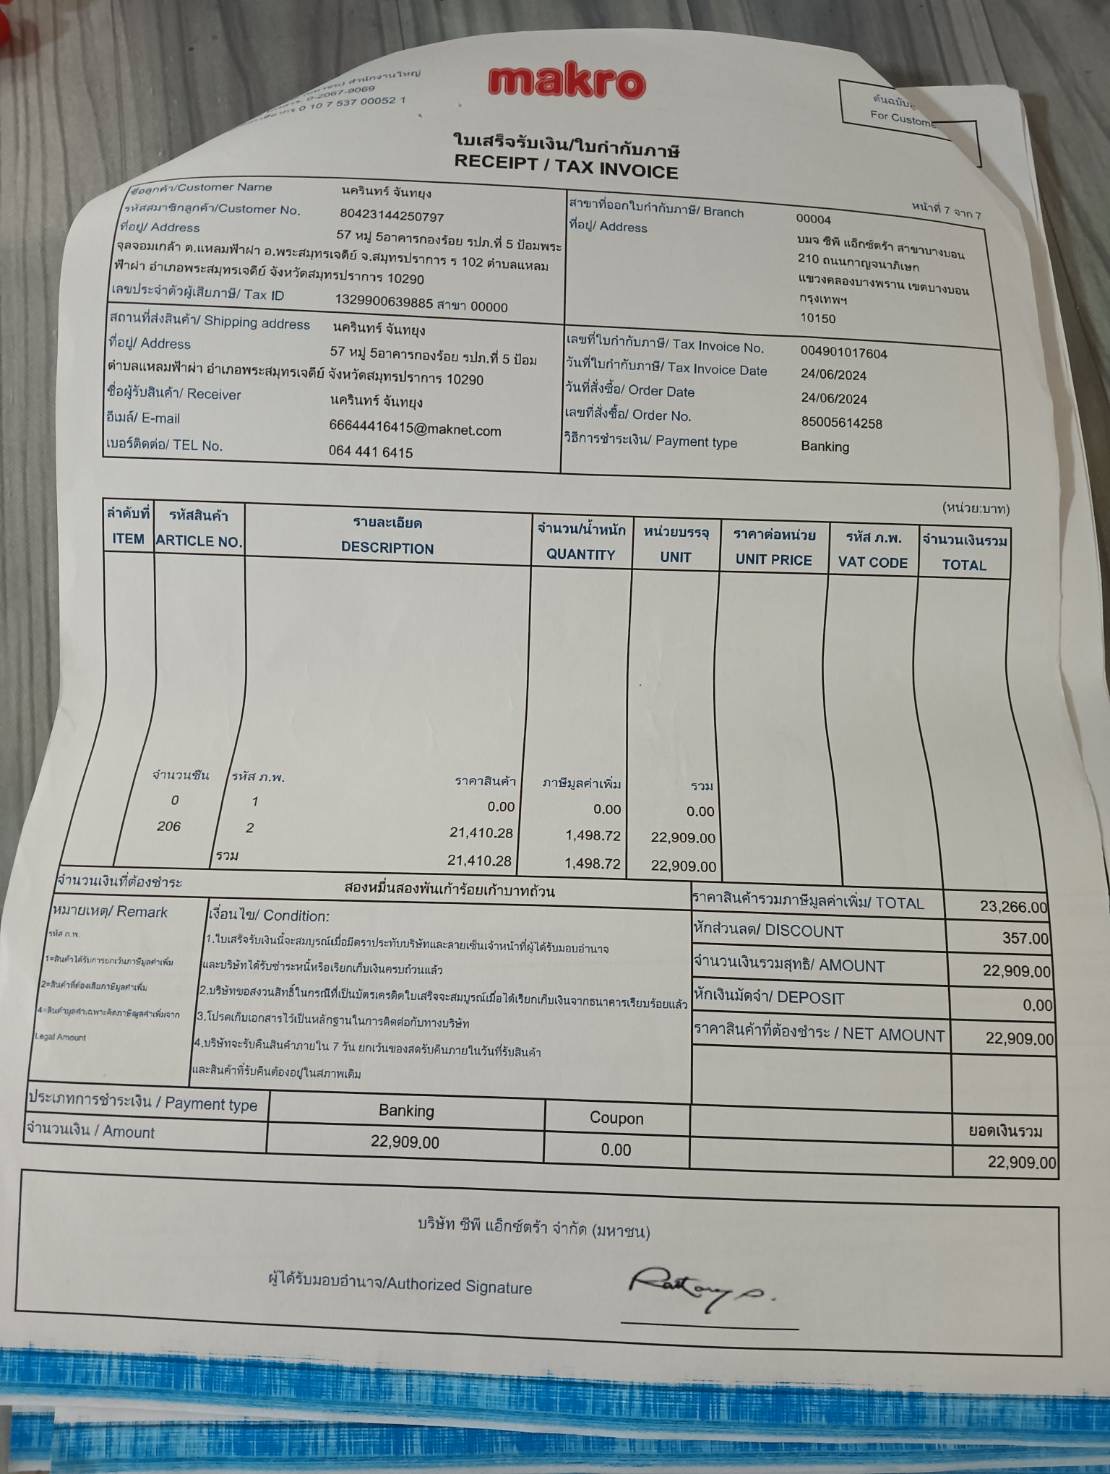 สำนักงานใหญ่
0-2067-9069
0 10 7 537 00052 1
makro
For Custome
ใบเสร็จรับเงิน/ใบกำกับภาษี
RECEIPT / TAX INVOICE
หน้าที่ 7 จาก 7
ชื่อลูกค้า/Customer Name นครินทร์ จันทยุง
รหัสสมาชิกลูกค้า/Customer No. 80423144250797
ที่อยู่/ Address 57 หมู่ 5อาคารกองร้อย รปภ.ที่ 5 ป้อมพระ
จุลจอมเกล้า ต.แหลมฟ้าผ่า อ.พระสมุทรเจดีย์ จ.สมุทรปราการ ร 102 ตำบลแหลม
ฟ้าผ่า อำเภอพระสมุทรเจดีย์ จังหวัดสมุทรปราการ 10290
เลขประจำตัวผู้เสียภาษี/ Tax ID 1329900639885 สาขา 00000
สาขาที่ออกใบกำกับภาษี/ Branch 00004
ที่อยู่/ Address บมจ ซีพี แอ็กซ์ตร้า สาขาบางบอน
210 ถนนกาญจนาภิเษก
แขวงคลองบางพราน เขตบางบอน
กรุงเทพฯ
10150
สถานที่ส่งสินค้า/ Shipping address นครินทร์ จันทยุง
ที่อยู่/ Address 57 หมู่ 5อาคารกองร้อย รปภ.ที่ 5 ป้อม
ตำบลแหลมฟ้าผ่า อำเภอพระสมุทรเจดีย์ จังหวัดสมุทรปราการ 10290
ชื่อผู้รับสินค้า/ Receiver นครินทร์ จันทยุง
อีเมล์/ E-mail 66644416415@maknet.com
เบอร์ติดต่อ/ TEL No. 064 441 6415
เลขที่ใบกำกับภาษี/ Tax Invoice No. 004901017604
วันที่ใบกำกับภาษี/ Tax Invoice Date 24/06/2024
วันที่สั่งซื้อ/ Order Date 24/06/2024
เลขที่สั่งซื้อ/ Order No. 85005614258
วิธีการชำระเงิน/ Payment type Banking
(หน่วย:บาท)
ลำดับที่ รหัสสินค้า รายละเอียด จำนวน/น้ำหนัก หน่วยบรรจุ ราคาต่อหน่วย รหัส ภ.พ. จำนวนเงินรวม
ITEM ARTICLE NO. DESCRIPTION QUANTITY UNIT UNIT PRICE VAT CODE TOTAL
จำนวนชิ้น รหัส ภ.พ. ราคาสินค้า ภาษีมูลค่าเพิ่ม รวม
0 1 0.00 0.00 0.00
206 2 21,410.28 1,498.72 22,909.00
รวม 21,410.28 1,498.72 22,909.00
จำนวนเงินที่ต้องชำระ สองหมื่นสองพันเก้าร้อยเก้าบาทถ้วน
ราคาสินค้ารวมภาษีมูลค่าเพิ่ม/ TOTAL 23,266.00
หักส่วนลด/ DISCOUNT 357.00
จำนวนเงินรวมสุทธิ/ AMOUNT 22,909.00
หักเงินมัดจำ/ DEPOSIT 0.00
ราคาสินค้าที่ต้องชำระ / NET AMOUNT 22,909.00
หมายเหตุ/ Remark
รหัส ภ.พ.
1=สินค้าได้รับการยกเว้นภาษีมูลค่าเพิ่ม
2=สินค้าที่ต้องเสียภาษีมูลค่าเพิ่ม
Legal Amount
เงื่อนไข/ Condition:
1.ใบเสร็จรับเงินนี้จะสมบูรณ์เมื่อมีตราประทับบริษัทและลายเซ็นเจ้าหน้าที่ผู้ได้รับมอบอำนาจ
และบริษัทได้รับชำระหนี้หรือเรียกเก็บเงินครบถ้วนแล้ว
2.บริษัทขอสงวนสิทธิ์ในกรณีที่เป็นบัตรเครดิตใบเสร็จจะสมบูรณ์เมื่อได้เรียกเก็บเงินจากธนาคารเรียบร้อยแล้ว
3.โปรดเก็บเอกสารไว้เป็นหลักฐานในการติดต่อกับทางบริษัท
4.บริษัทจะรับคืนสินค้าภายใน 7 วัน ยกเว้นของสดรับคืนภายในวันที่รับสินค้า
และสินค้าที่รับคืนต้องอยู่ในสภาพเดิม
ประเภทการชำระเงิน / Payment type Banking Coupon ยอดเงินรวม
จำนวนเงิน / Amount 22,909.00 0.00 22,909.00
บริษัท ซีพี แอ็กซ์ตร้า จำกัด (มหาชน)
ผู้ได้รับมอบอำนาจ/Authorized Signature